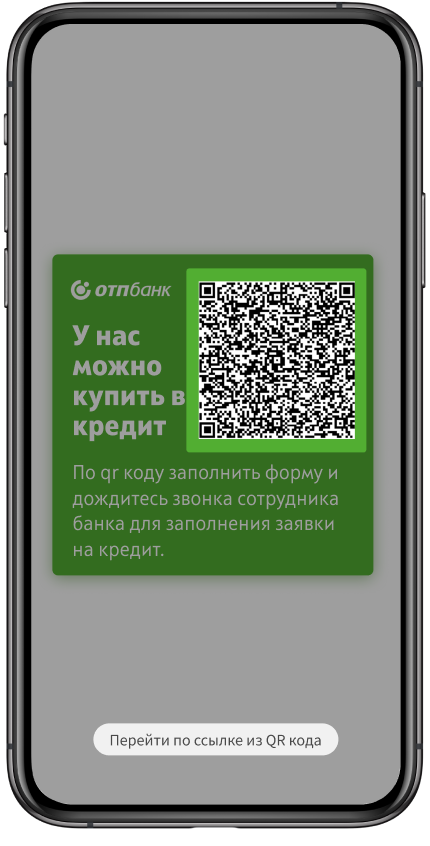 отпбанк
У нас
можно
купить в
кредит
По qr коду заполнить форму и
дождитесь звонка сотрудника
банка для заполнения заявки
на кредит.
Перейти по ссылке из QR кода